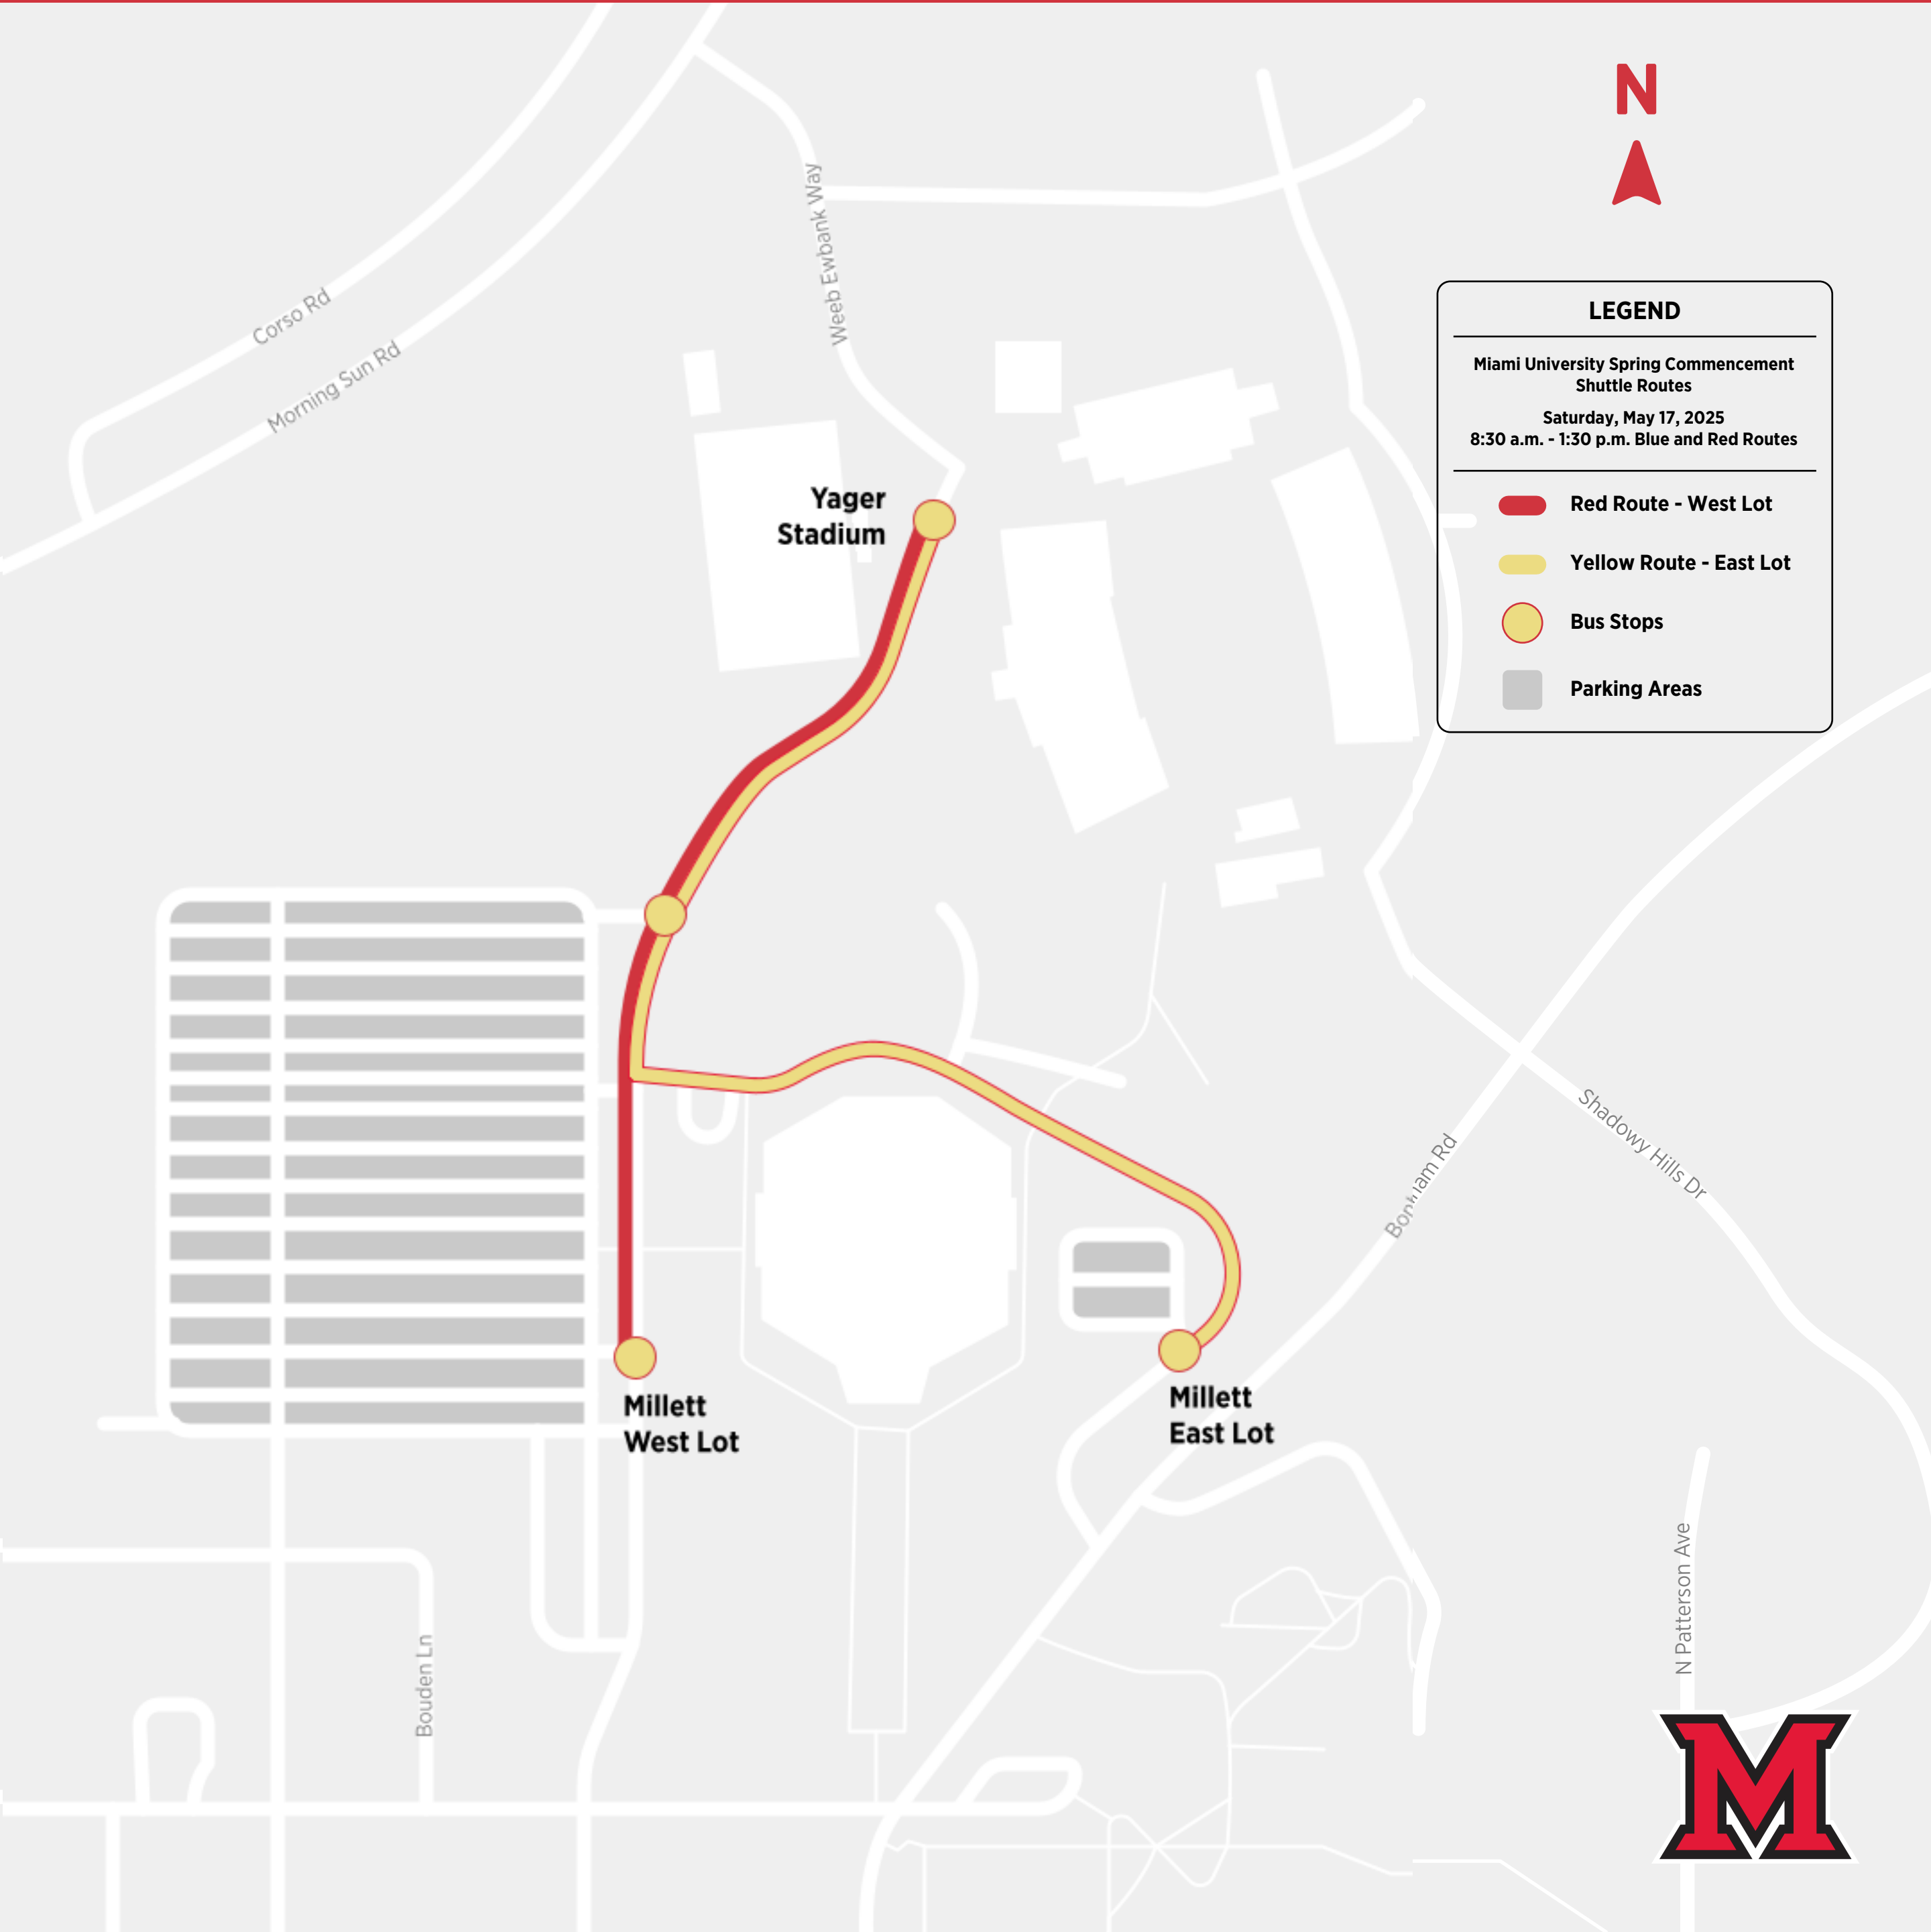 N
LEGEND
Miami University Spring Commencement
Shuttle Routes
Saturday, May 17, 2025
8:30 a.m. - 1:30 p.m. Blue and Red Routes
Red Route - West Lot
Yellow Route - East Lot
Bus Stops
Parking Areas
Weeb Ewbank Way
Corso Rd
Morning Sun Rd
Yager
Stadium
Bonham Rd
Shadowy Hills Dr
Millett
West Lot
Millett
East Lot
N Patterson Ave
Bouden Ln
M